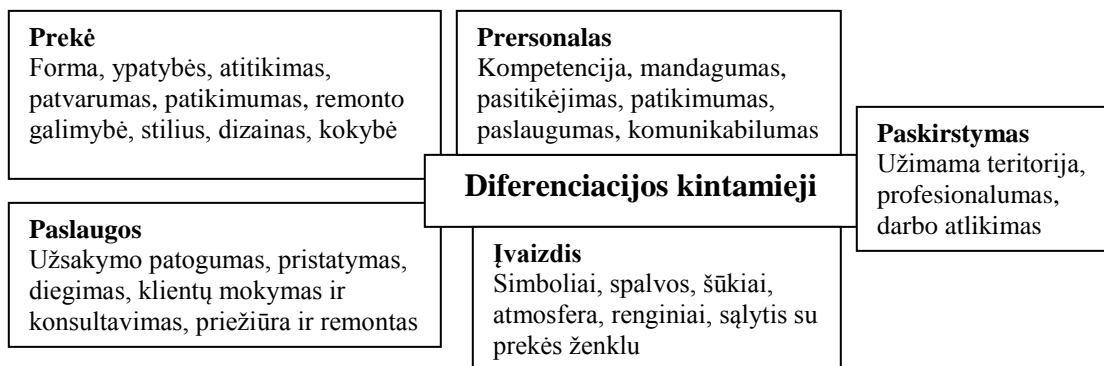 Prekė
Forma, ypatybės, atitikimas,
patvarumas, patikimumas, remonto
galimybė, stilius, dizainas, kokybė
Prersonalas
Kompetencija, mandagumas,
pasitikėjimas, patikimumas,
paslaugumas, komunikabilumas
Paskirstymas
Užimama teritorija,
profesionalumas,
darbo atlikimas
Diferenciacijos kintamieji
Paslaugos
Užsakymo patogumas, pristatymas,
diegimas, klientų mokymas ir
konsultavimas, priežiūra ir remontas
Įvaizdis
Simboliai, spalvos, šūkiai,
atmosfera, renginiai, sąlytis su
prekės ženklu